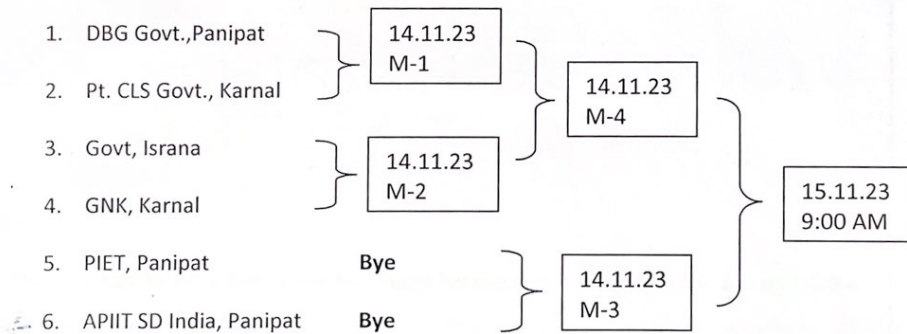 1. DBG Govt.,Panipat
2. Pt. CLS Govt., Karnal
3. Govt, Israna
4. GNK, Karnal
5. PIET, Panipat Bye
6. APIIT SD India, Panipat Bye
14.11.23
M-1
14.11.23
M-2
14.11.23
M-4
14.11.23
M-3
15.11.23
9:00 AM